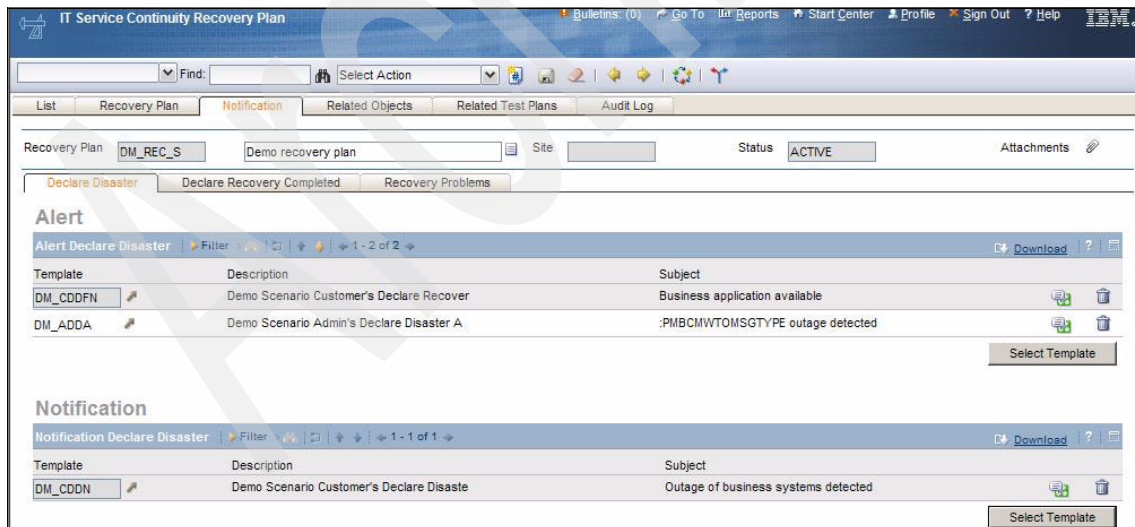 IT Service Continuity Recovery Plan Bulletins: (0) Go To Reports Start Center Profile Sign Out ? Help IBM.
Find: Select Action
List Recovery Plan Notification Related Objects Related Test Plans Audit Log
Recovery Plan DM_REC_S Demo recovery plan Site Status ACTIVE Attachments
Declare Disaster Declare Recovery Completed Recovery Problems
Alert
Alert Declare Disaster Filter 1 - 2 of 2 Download ?
Template Description Subject
DM_CDDFN Demo Scenario Customer's Declare Recover Business application available
DM_ADDA Demo Scenario Admin's Declare Disaster A :PMBCMWTOMSGTYPE outage detected
Select Template
Notification
Notification Declare Disaster Filter 1 - 1 of 1 Download ?
Template Description Subject
DM_CDDN Demo Scenario Customer's Declare Disaste Outage of business systems detected
Select Template